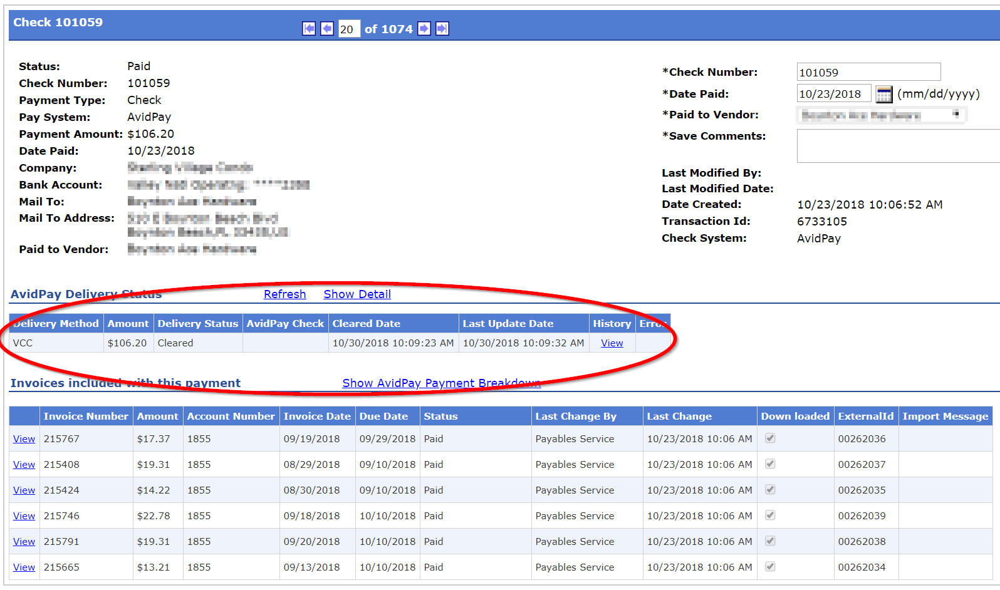 Check 101059
20 of 1074
Status: Paid
Check Number: 101059
Payment Type: Check
Pay System: AvidPay
Payment Amount: $106.20
Date Paid: 10/23/2018
Company:
Bank Account:
Mail To:
Mail To Address:
Paid to Vendor:
*Check Number: 101059
*Date Paid: 10/23/2018 (mm/dd/yyyy)
*Paid to Vendor:
*Save Comments:
Last Modified By:
Last Modified Date:
Date Created: 10/23/2018 10:06:52 AM
Transaction Id: 6733105
Check System: AvidPay
AvidPay Delivery Status Refresh Show Detail
Delivery Method Amount Delivery Status AvidPay Check Cleared Date Last Update Date History Error
VCC $106.20 Cleared 10/30/2018 10:09:23 AM 10/30/2018 10:09:32 AM View
Invoices included with this payment Show AvidPay Payment Breakdown
Invoice Number Amount Account Number Invoice Date Due Date Status Last Change By Last Change Down loaded ExternalId Import Message
View 215767 $17.37 1855 09/19/2018 09/29/2018 Paid Payables Service 10/23/2018 10:06 AM 00262036
View 215408 $19.31 1855 08/29/2018 09/10/2018 Paid Payables Service 10/23/2018 10:06 AM 00262037
View 215424 $14.22 1855 08/30/2018 09/10/2018 Paid Payables Service 10/23/2018 10:06 AM 00262035
View 215746 $22.78 1855 09/18/2018 10/10/2018 Paid Payables Service 10/23/2018 10:06 AM 00262039
View 215791 $19.31 1855 09/20/2018 10/10/2018 Paid Payables Service 10/23/2018 10:06 AM 00262038
View 215665 $13.21 1855 09/13/2018 10/10/2018 Paid Payables Service 10/23/2018 10:06 AM 00262034